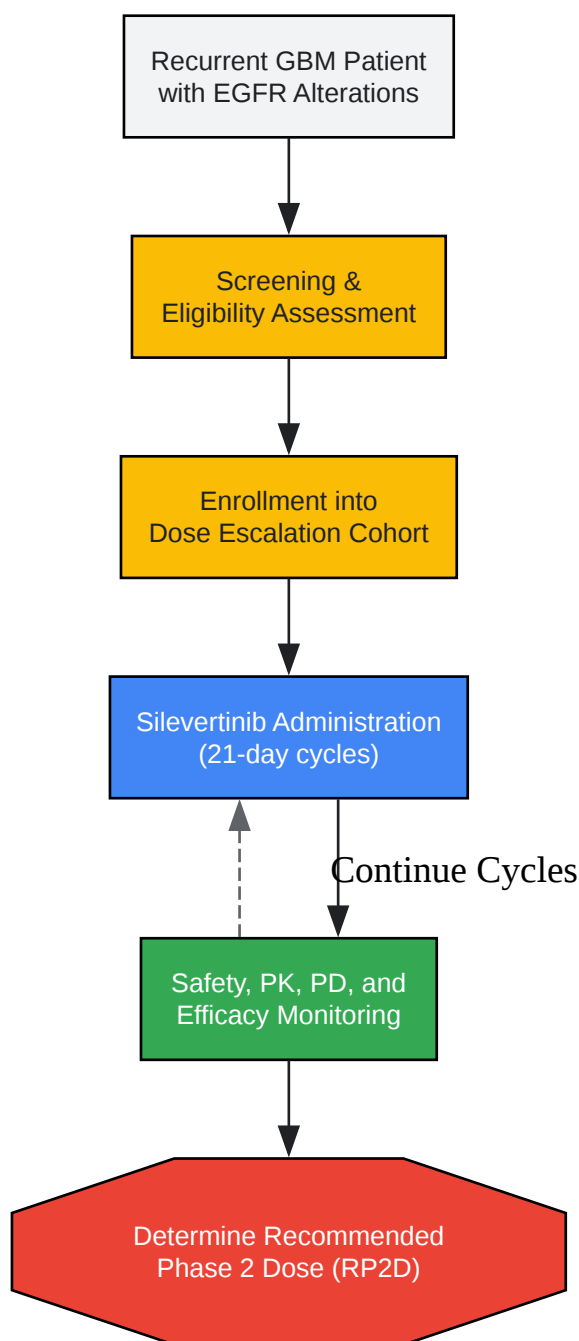 Recurrent GBM Patient
with EGFR Alterations
Screening &
Eligibility Assessment
Enrollment into
Dose Escalation Cohort
Silevertinib Administration
(21-day cycles)
Continue Cycles
Safety, PK, PD, and
Efficacy Monitoring
Determine Recommended
Phase 2 Dose (RP2D)